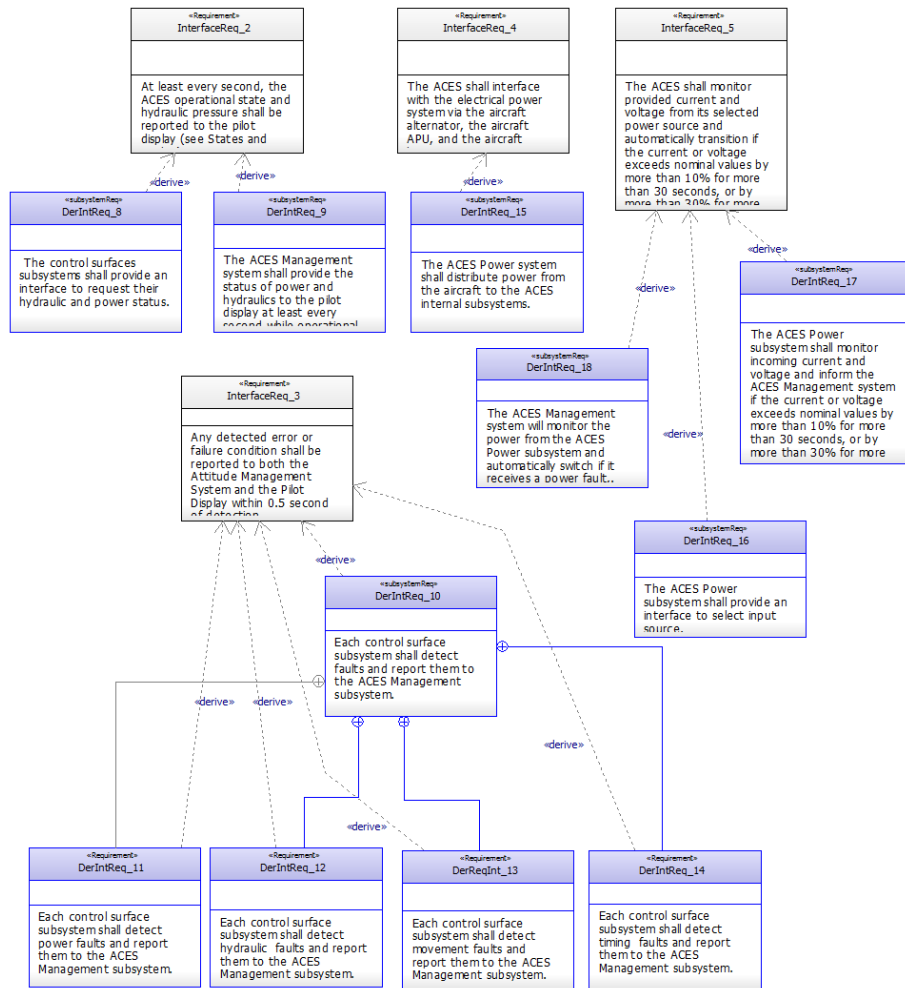 «Requirement»
InterfaceReq_2
At least every second, the
ACES operational state and
hydraulic pressure shall be
reported to the pilot
display (see States and
«Requirement»
InterfaceReq_4
The ACES shall interface
with the electrical power
system via the aircraft
alternator, the aircraft
APU, and the aircraft
«Requirement»
InterfaceReq_5
The ACES shall monitor
provided current and
voltage from its selected
power source and
automatically transition if
the current or voltage
exceeds nominal values by
more than 10% for more
than 30 seconds, or by
more than 30% for more
«derive»
«derive»
«derive»
«derive»
«derive»
«derive»
«subsystemReq»
DerIntReq_8
The control surfaces
subsystems shall provide an
interface to request their
hydraulic and power status.
«subsystemReq»
DerIntReq_9
The ACES Management
system shall provide the
status of power and
hydraulics to the pilot
display at least every
second while operational
«subsystemReq»
DerIntReq_15
The ACES Power system
shall distribute power from
the aircraft to the ACES
internal subsystems.
«subsystemReq»
DerIntReq_17
The ACES Power
subsystem shall monitor
incoming current and
voltage and inform the
ACES Management system
if the current or voltage
exceeds nominal values by
more than 10% for more
than 30 seconds, or by
more than 30% for more
«subsystemReq»
DerIntReq_18
The ACES Management
system will monitor the
power from the ACES
Power subsystem and
automatically switch if it
receives a power fault..
«Requirement»
InterfaceReq_3
Any detected error or
failure condition shall be
reported to both the
Attitude Management
System and the Pilot
Display within 0.5 second
of detection
«subsystemReq»
DerIntReq_16
The ACES Power
subsystem shall provide an
interface to select input
source.
«derive»
«subsystemReq»
DerIntReq_10
Each control surface
subsystem shall detect
faults and report them to
the ACES Management
subsystem.
«derive»
«derive»
«derive»
«derive»
«Requirement»
DerIntReq_11
Each control surface
subsystem shall detect
power faults and report
them to the ACES
Management subsystem.
«Requirement»
DerIntReq_12
Each control surface
subsystem shall detect
hydraulic faults and report
them to the ACES
Management subsystem.
«Requirement»
DerReqInt_13
Each control surface
subsystem shall detect
movement faults and
report them to the ACES
Management subsystem.
«Requirement»
DerIntReq_14
Each control surface
subsystem shall detect
timing faults and report
them to the ACES
Management subsystem.